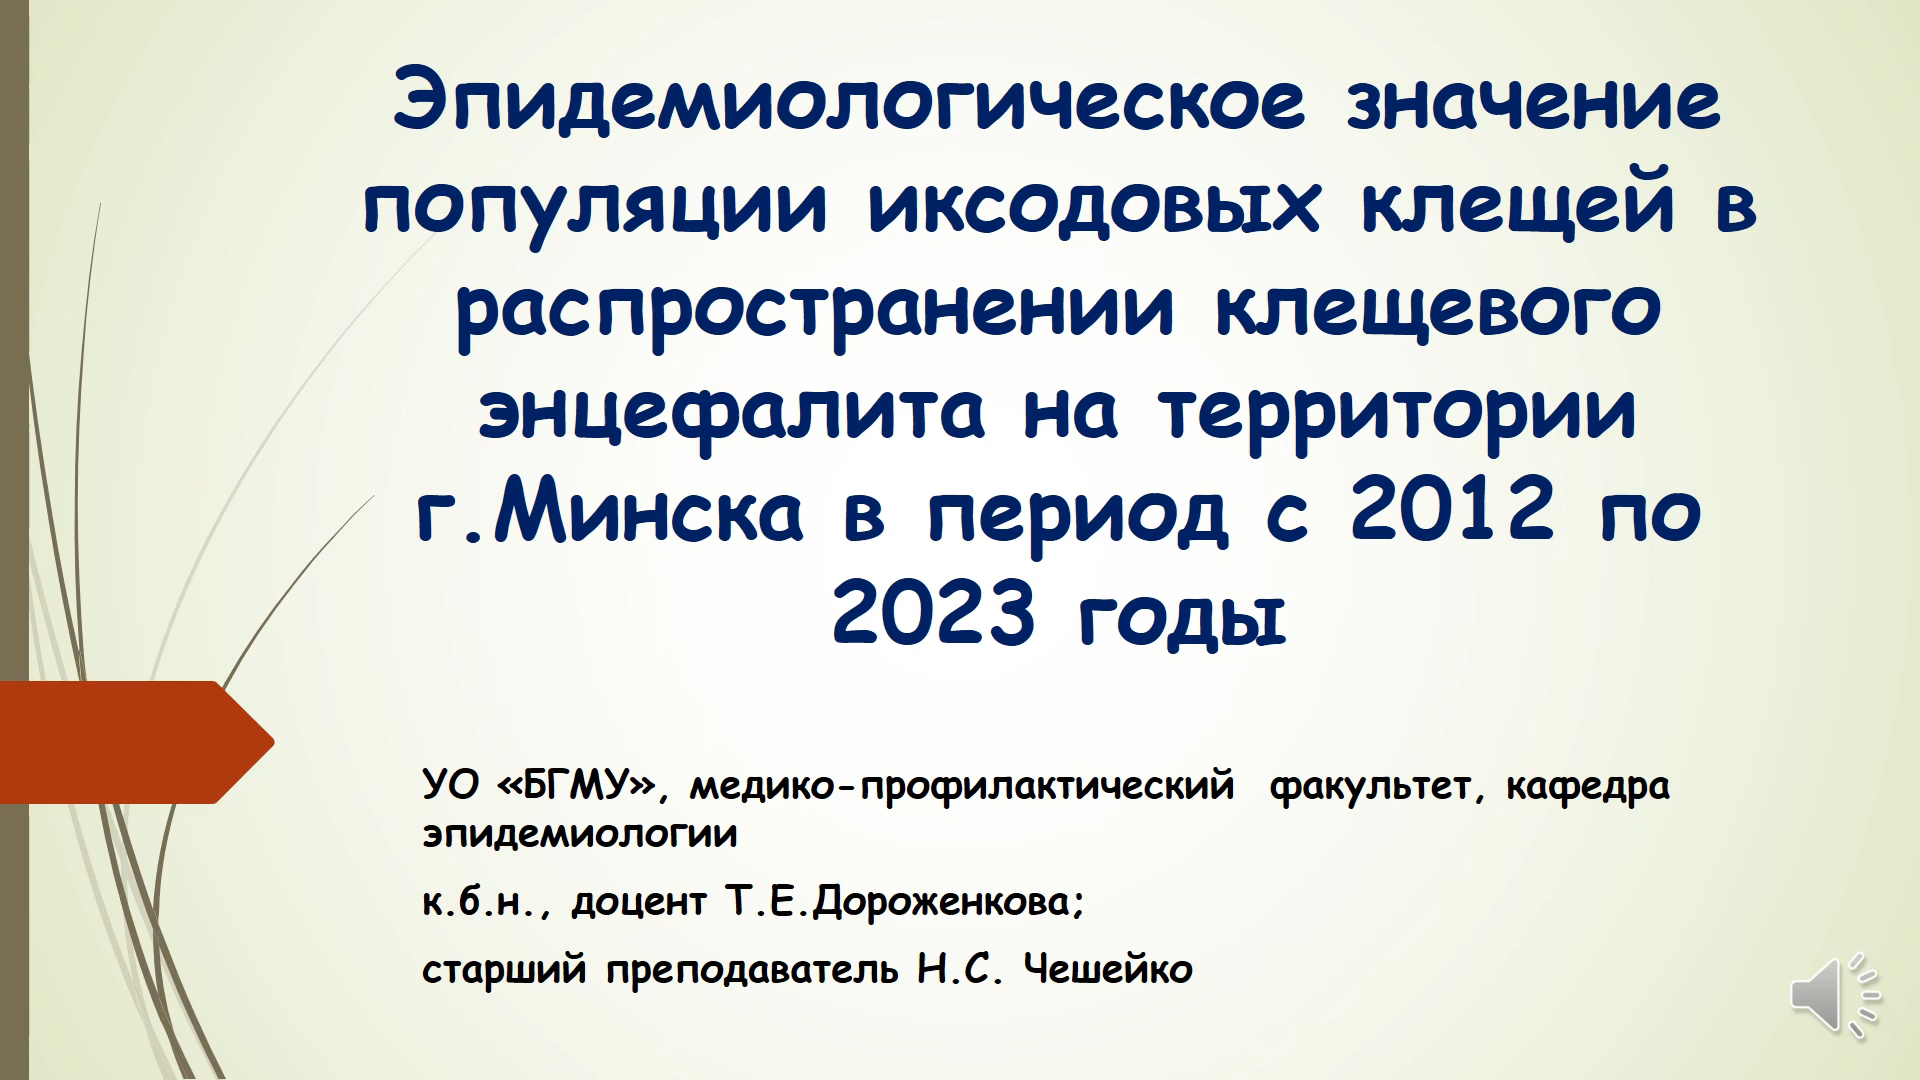 Эпидемиологическое значение
популяции иксодовых клещей в
распространении клещевого
энцефалита на территории
г.Минска в период с 2012 по
2023 годы
УО «БГМУ», медико-профилактический факультет, кафедра
эпидемиологии
к.б.н., доцент Т.Е.Дороженкова;
старший преподаватель Н.С. Чешейко